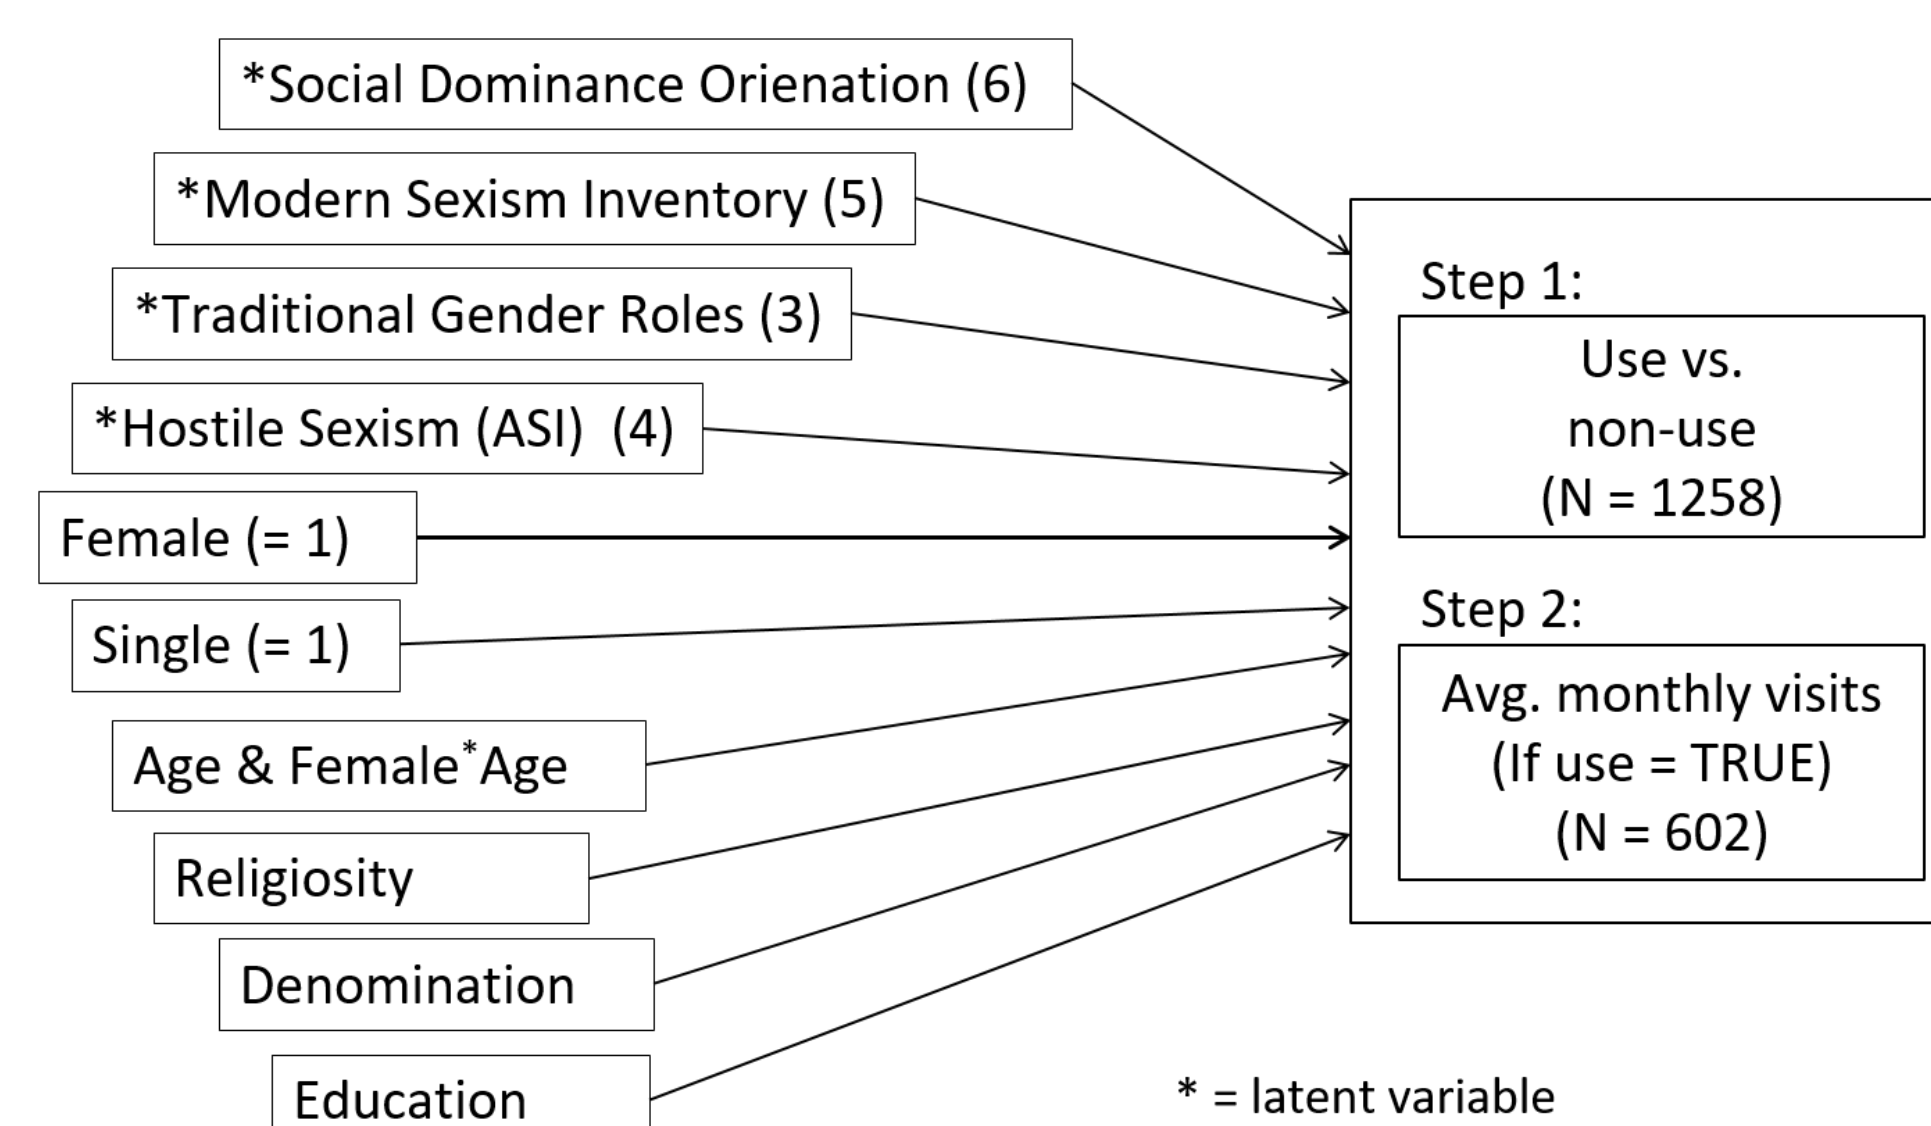 *Social Dominance Orienation (6)
*Modern Sexism Inventory (5)
*Traditional Gender Roles (3)
*Hostile Sexism (ASI)  (4)
Female (= 1)
Single (= 1)
Age & Female*Age
Religiosity
Denomination
Education
Step 1:
Use vs.
non-use
(N = 1258)
Step 2:
Avg. monthly visits
(If use = TRUE)
(N = 602)
* = latent variable